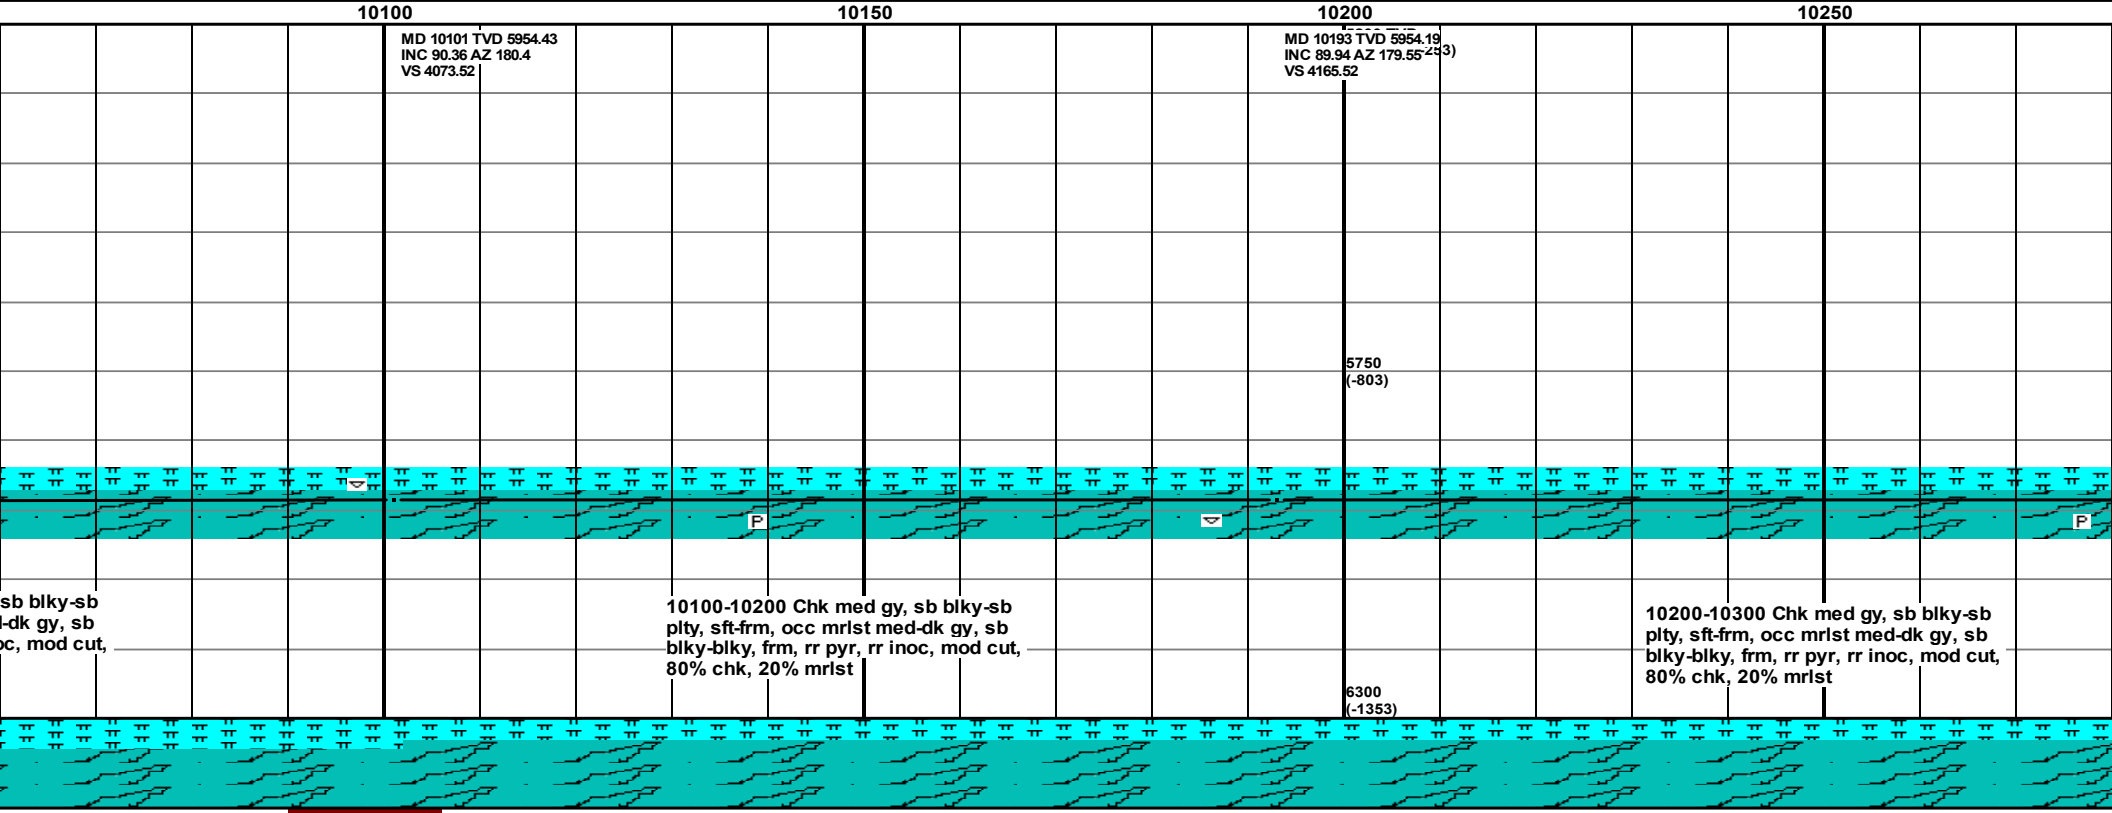 10100 10150 10200 10250
MD 10101 TVD 5954.43
INC 90.36 AZ 180.4
VS 4073.52
MD 10193 TVD 5954.19
INC 89.94 AZ 179.55
VS 4165.52
5750
(-803)
P
P
sb blky-sb
-dk gy, sb
oc, mod cut,
10100-10200 Chk med gy, sb blky-sb
plty, sft-frm, occ mrlst med-dk gy, sb
blky-blky, frm, rr pyr, rr inoc, mod cut,
80% chk, 20% mrlst
10200-10300 Chk med gy, sb blky-sb
plty, sft-frm, occ mrlst med-dk gy, sb
blky-blky, frm, rr pyr, rr inoc, mod cut,
80% chk, 20% mrlst
6300
(-1353)